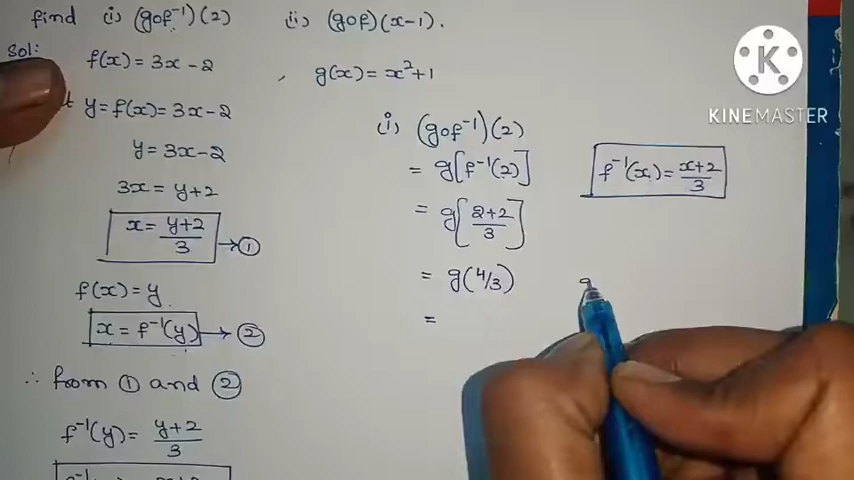 find (i) (gof⁻¹)(2) (ii) (gof)(x-1).
Sol:
f(x) = 3x - 2 , g(x) = x² + 1
y = f(x) = 3x - 2
y = 3x - 2
3x = y + 2
x = y+2/3 → ①
f(x) = y
x = f⁻¹(y) → ②
∴ from ① and ②
f⁻¹(y) = y+2/3
(i) (gof⁻¹)(2)
= g[f⁻¹(2)]
= g[2+2/3]
= g(4/3)
=
f⁻¹(x) = x+2/3
KINEMASTER